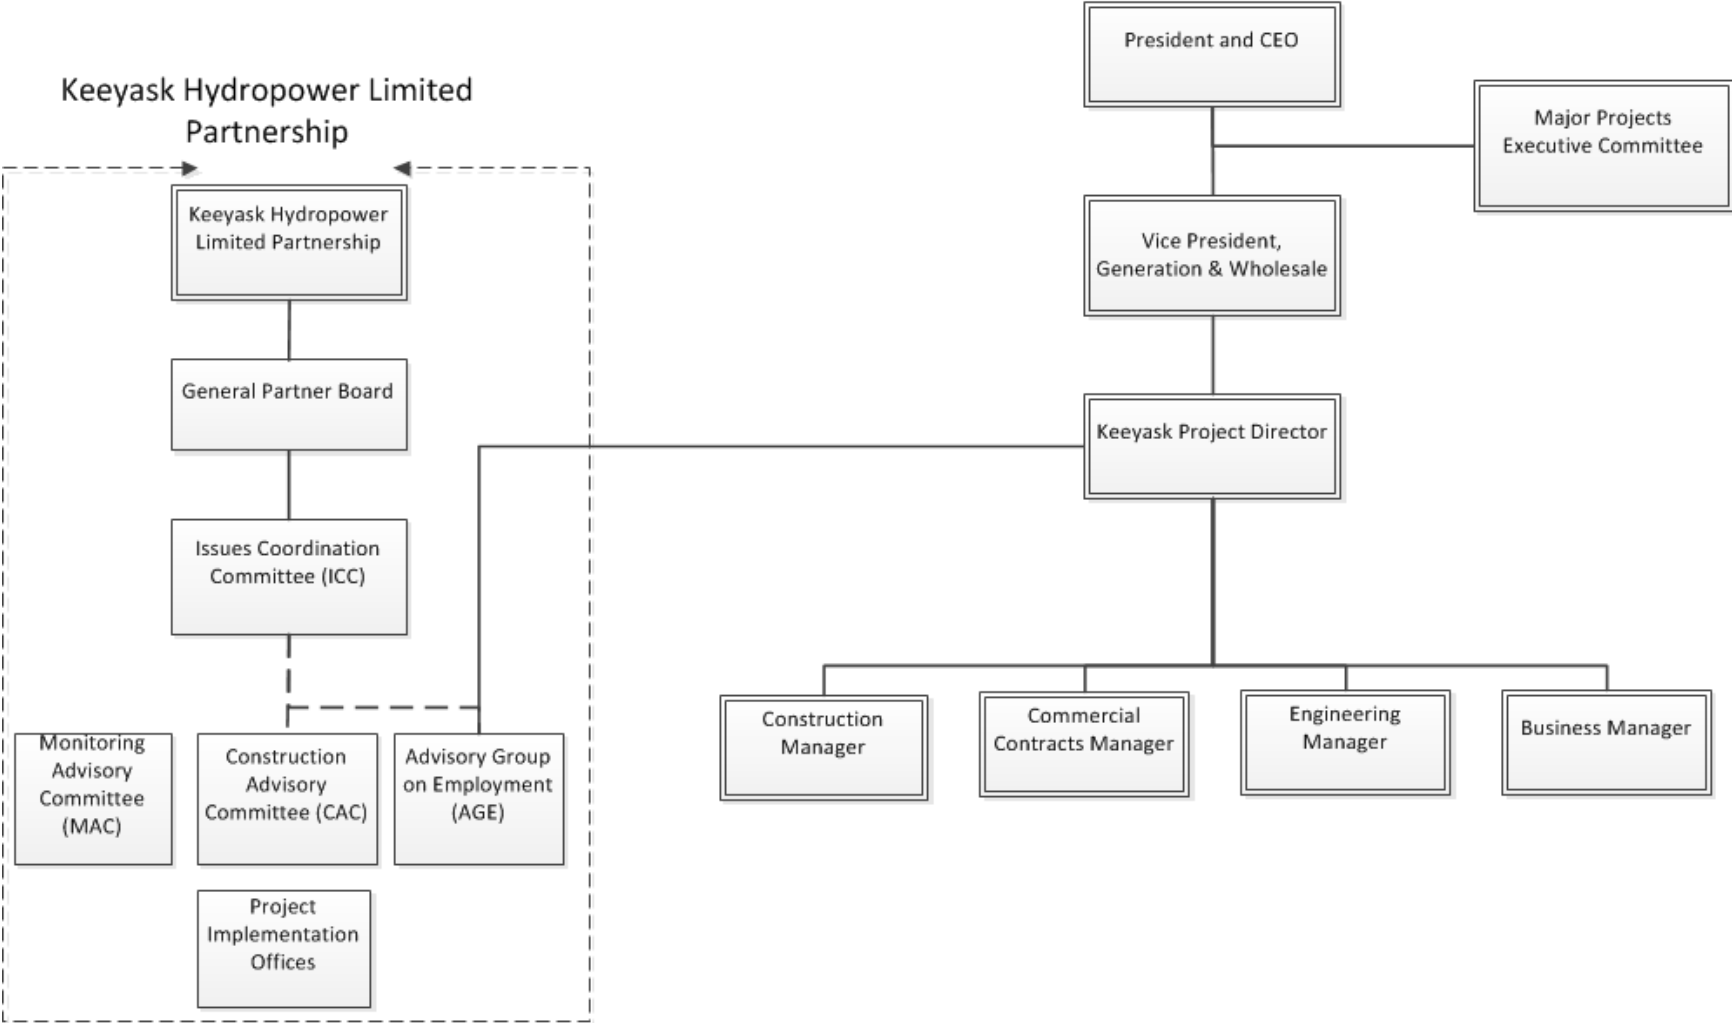 Keeyask Hydropower Limited
Partnership
Keeyask Hydropower
Limited Partnership
General Partner Board
Issues Coordination
Committee (ICC)
Monitoring
Advisory
Committee
(MAC)
Construction
Advisory
Committee (CAC)
Advisory Group
on Employment
(AGE)
Project
Implementation
Offices
President and CEO
Major Projects
Executive Committee
Vice President,
Generation & Wholesale
Keeyask Project Director
Construction
Manager
Commercial
Contracts Manager
Engineering
Manager
Business Manager